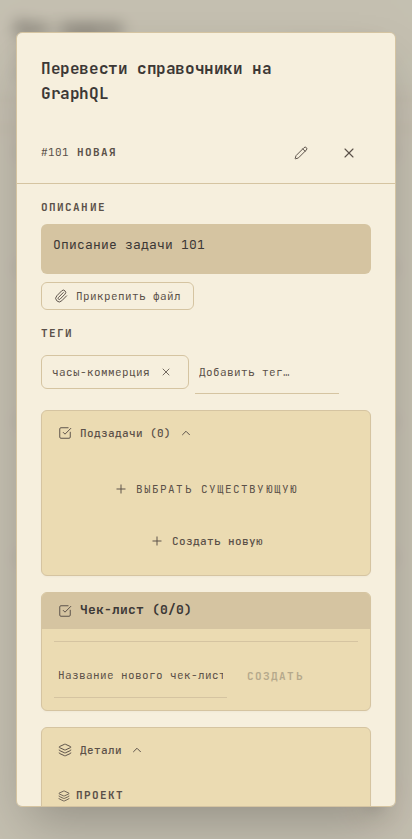 Перевести справочники на
GraphQL
#101 НОВАЯ
ОПИСАНИЕ
Описание задачи 101
Прикрепить файл
ТЕГИ
часы-коммерция
Добавить тег…
Подзадачи (0)
ВЫБРАТЬ СУЩЕСТВУЮЩУЮ
Создать новую
Чек-лист (0/0)
Название нового чек-лист
СОЗДАТЬ
Детали
ПРОЕКТ